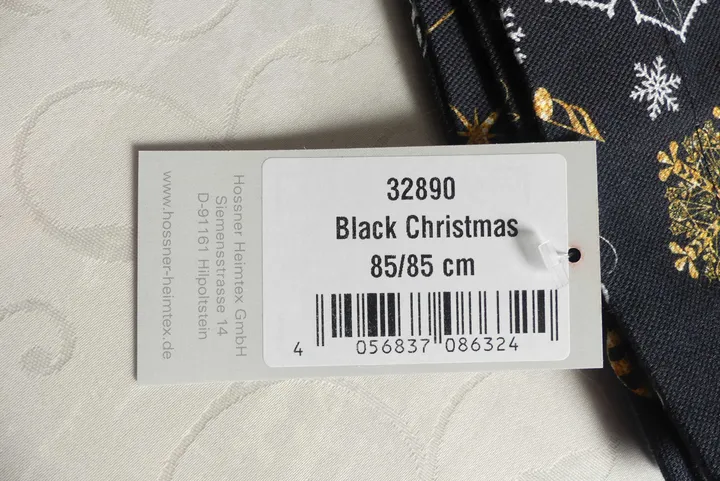 32890
Black Christmas
85/85 cm
4 056837 086324
Hossner Heimtex GmbH
Siemensstrasse 14
D-91161 Hilpoltstein
www.hossner-heimtex.de